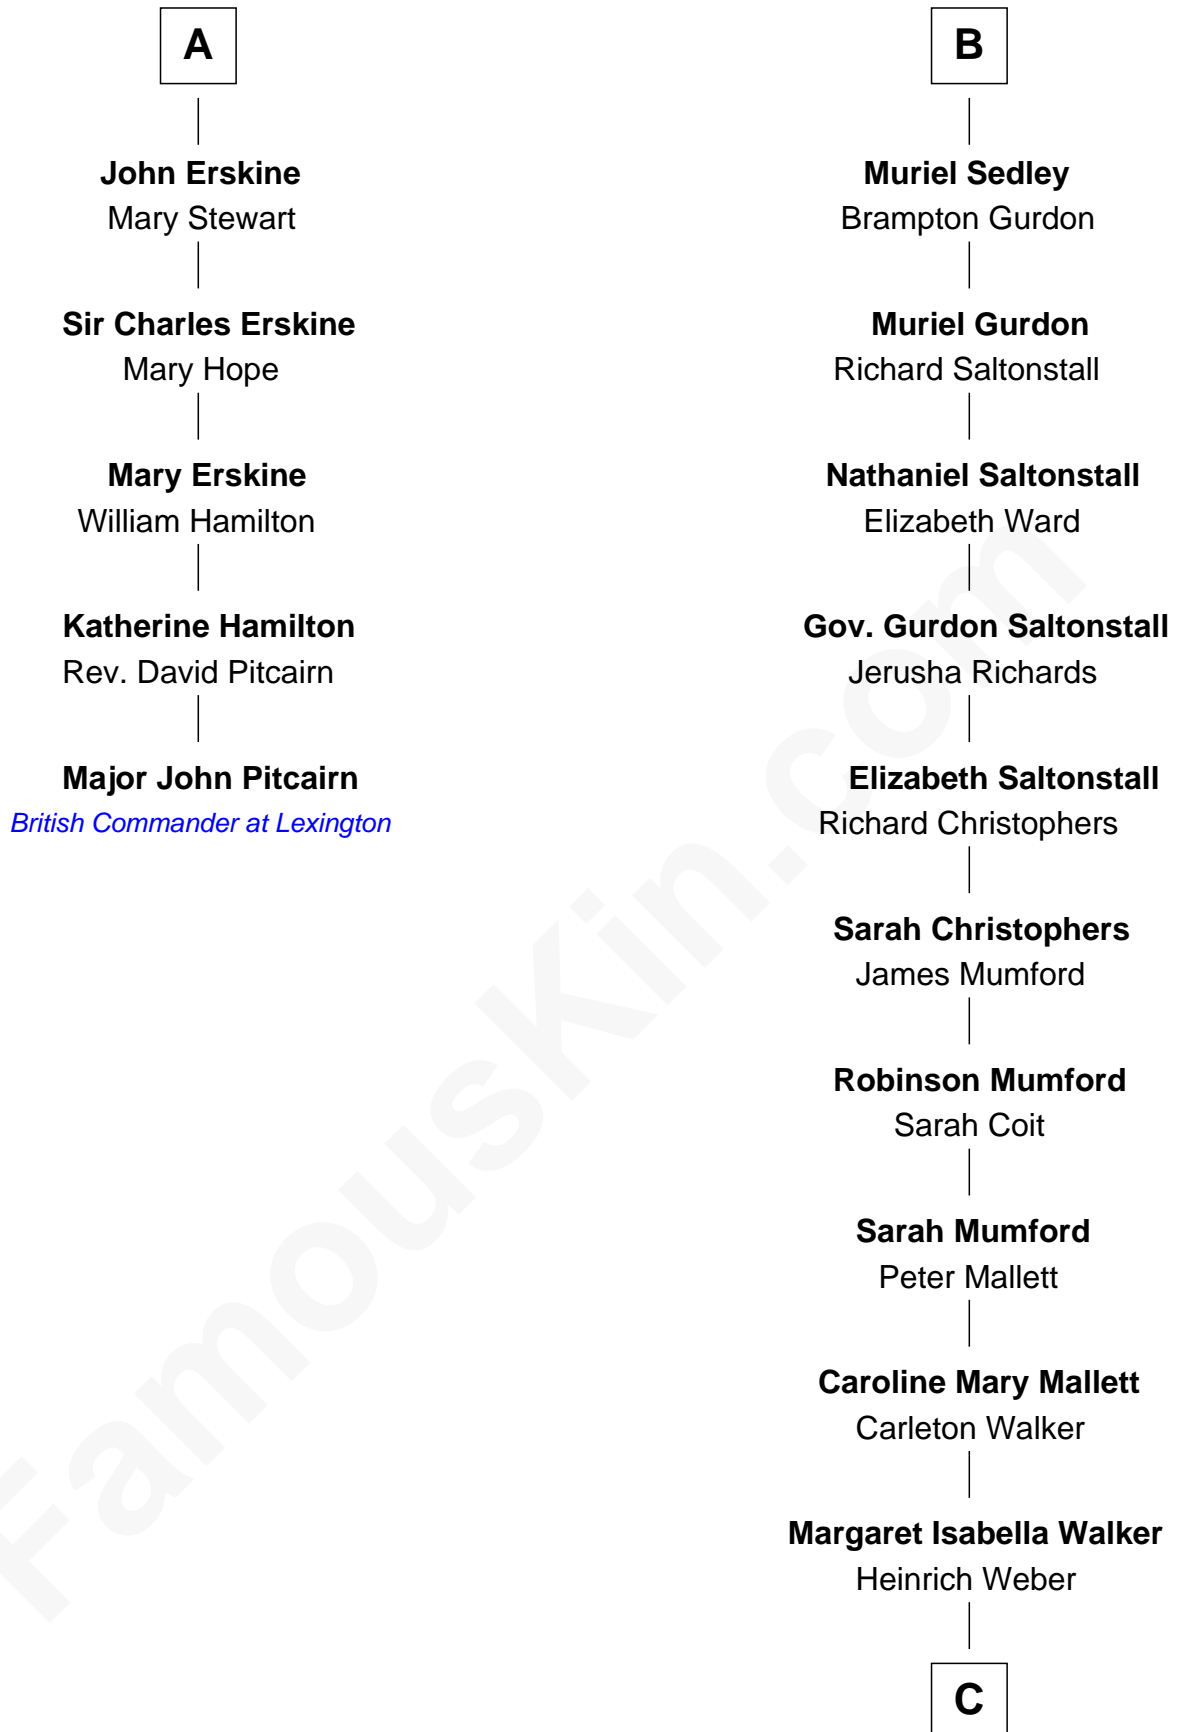 A
John Erskine
Mary Stewart
Sir Charles Erskine
Mary Hope
Mary Erskine
William Hamilton
Katherine Hamilton
Rev. David Pitcairn
Major John Pitcairn
British Commander at Lexington
B
Muriel Sedley
Brampton Gurdon
Muriel Gurdon
Richard Saltonstall
Nathaniel Saltonstall
Elizabeth Ward
Gov. Gurdon Saltonstall
Jerusha Richards
Elizabeth Saltonstall
Richard Christophers
Sarah Christophers
James Mumford
Robinson Mumford
Sarah Coit
Sarah Mumford
Peter Mallett
Caroline Mary Mallett
Carleton Walker
Margaret Isabella Walker
Heinrich Weber
C
FamousKin.com